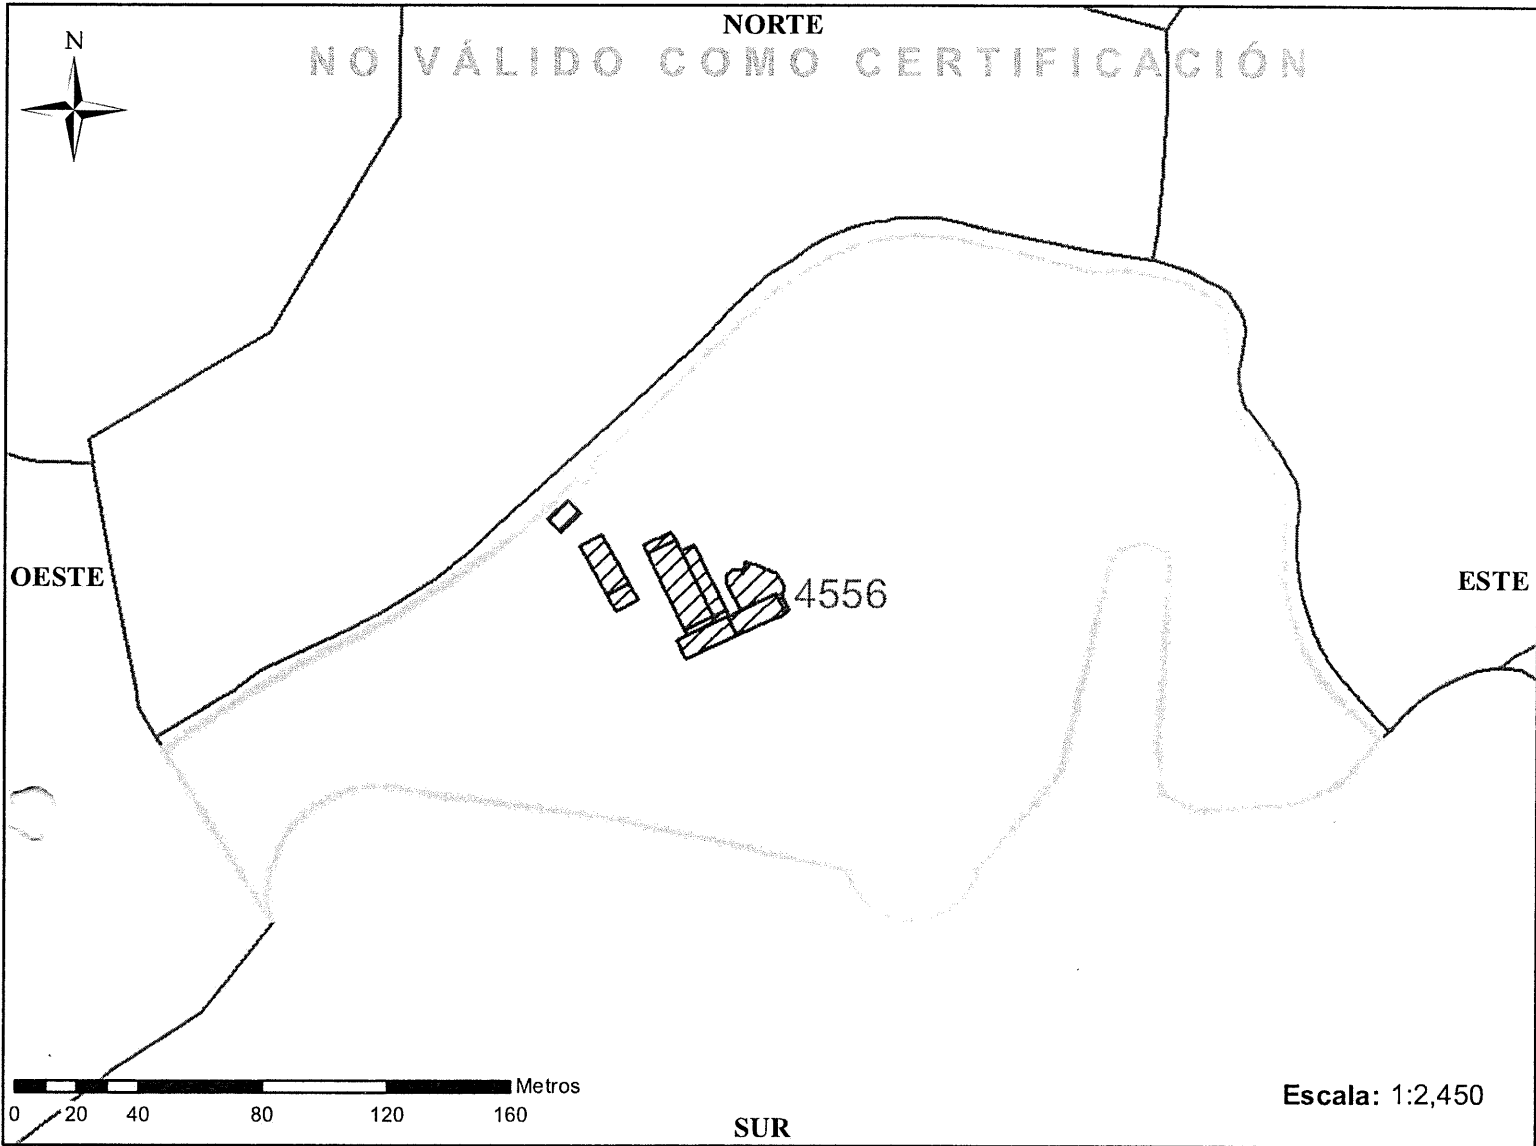 NORTE
N
NO VÁLIDO COMO CERTIFICACIÓN
OESTE
ESTE
4556
Metros
0 20 40 80 120 160
Escala: 1:2,450
SUR